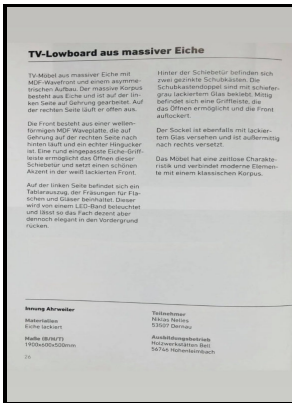 TV-Lowboard aus massiver Eiche
TV-Möbel aus massiver Eiche mit
MDF-Wavefront und einem asymme-
trischen Aufbau. Der massive Korpus
besteht aus Eiche und ist auf der lin-
ken Seite auf Gehrung gearbeitet. Auf
der rechten Seite läuft er offen aus.
Die Front besteht aus einer wellen-
förmigen MDF Waveplatte, die auf
Gehrung auf der rechten Seite nach
hinten läuft und ein echter Hingucker
ist. Eine rund eingepasste Eiche-Griff-
leiste ermöglicht das Öffnen dieser
Schiebetür und setzt einen schönen
Akzent in der weiß lackierten Front.
Auf der linken Seite befindet sich ein
Tablarauszug, der Fräsungen für Fla-
schen und Gläser beinhaltet. Dieser
wird von einem LED-Band beleuchtet
und lässt so das Fach dezent aber
dennoch elegant in den Vordergrund
rücken.
Hinter der Schiebetür befinden sich
zwei gezinkte Schubkästen. Die
Schubkastendoppel sind mit schiefer-
grau lackiertem Glas beklebt. Mittig
befindet sich eine Griffleiste, die
das Öffnen ermöglicht und die Front
auflockert.
Der Sockel ist ebenfalls mit lackier-
tem Glas versehen und ist außermittig
nach rechts versetzt.
Das Möbel hat eine zeitlose Charakte-
ristik und verbindet moderne Elemen-
te mit einem klassischen Korpus.
Innung Ahrweiler
Materialien
Eiche lackiert
Maße (B/H/T)
1900x600x500mm
Teilnehmer
Niklas Nelles
53507 Dernau
Ausbildungsbetrieb
Holzwerkstätten Bell
56746 Hohenleimbach
26